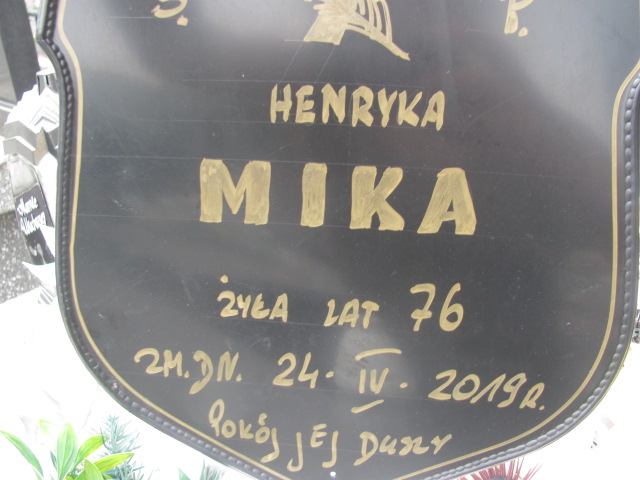 Ś. P.
HENRYKA
MIKA
ŻYŁA LAT 76
ZM. DN. 24. IV. 2019 R.
POKÓJ JEJ DUSZY